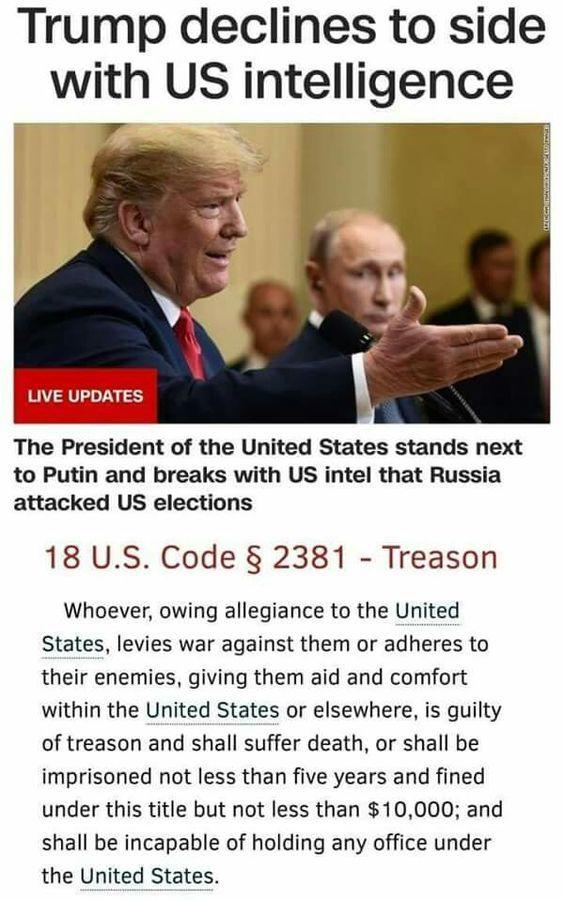 Trump declines to side
with US intelligence
LIVE UPDATES
The President of the United States stands next
to Putin and breaks with US intel that Russia
attacked US elections
18 U.S. Code § 2381 - Treason
Whoever, owing allegiance to the United
States, levies war against them or adheres to
their enemies, giving them aid and comfort
within the United States or elsewhere, is guilty
of treason and shall suffer death, or shall be
imprisoned not less than five years and fined
under this title but not less than $10,000; and
shall be incapable of holding any office under
the United States.